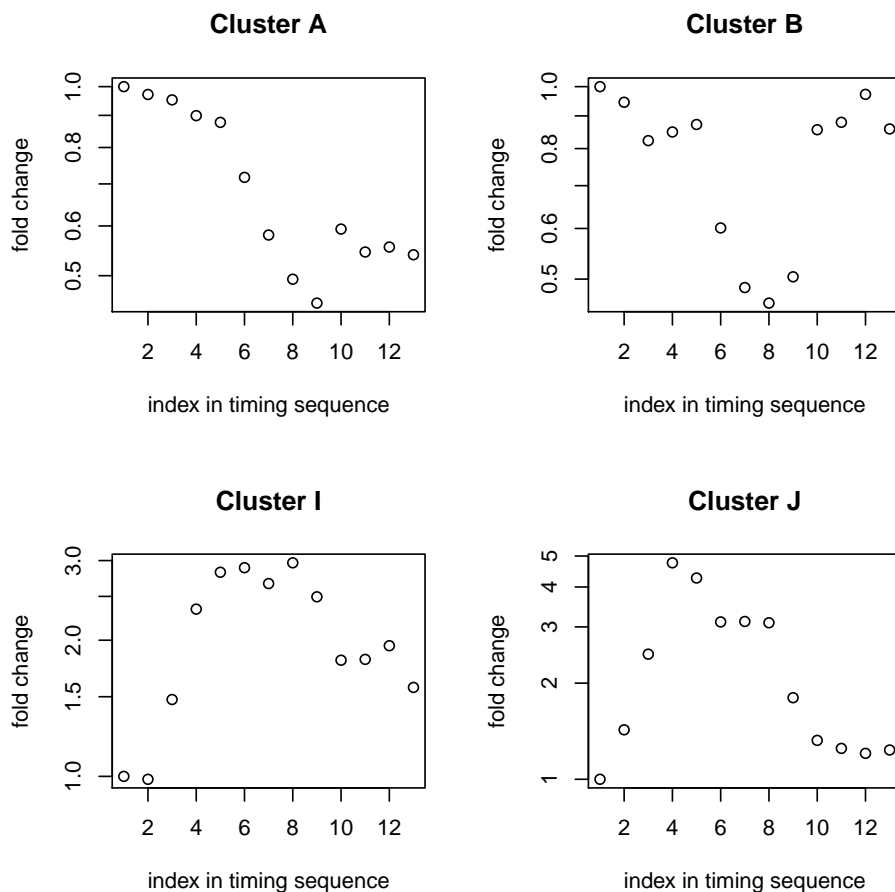 Cluster A
fold change
1.0
0.8
0.6
0.5
2 4 6 8 10 12
index in timing sequence
Cluster B
fold change
1.0
0.8
0.6
0.5
2 4 6 8 10 12
index in timing sequence
Cluster I
fold change
3.0
2.0
1.5
1.0
2 4 6 8 10 12
index in timing sequence
Cluster J
fold change
5
4
3
2
1
2 4 6 8 10 12
index in timing sequence